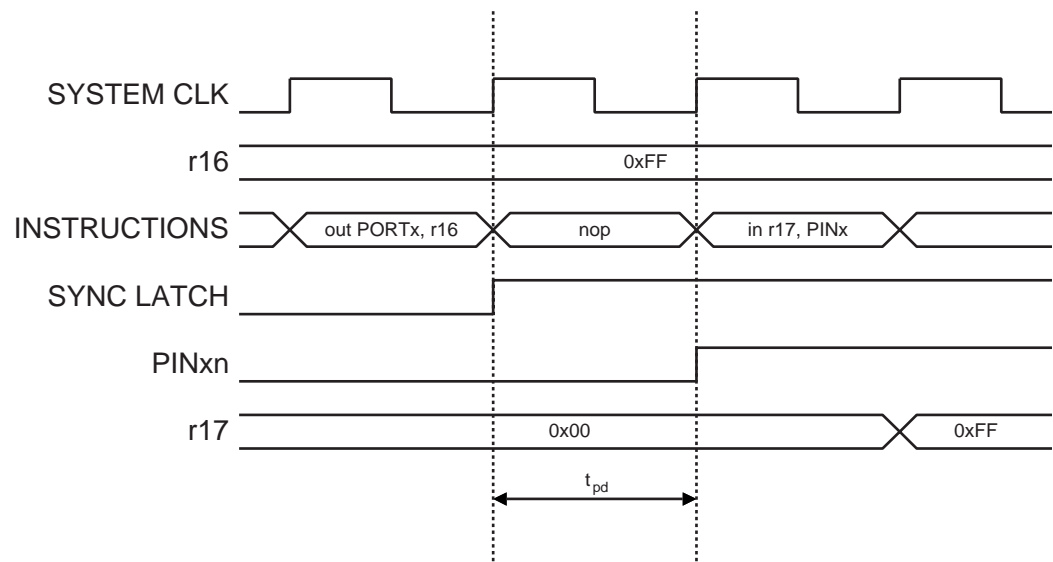 SYSTEM CLK
r16
0xFF
INSTRUCTIONS
out PORTx, r16
nop
in r17, PINx
SYNC LATCH
PINxn
r17
0x00
0xFF
tpd